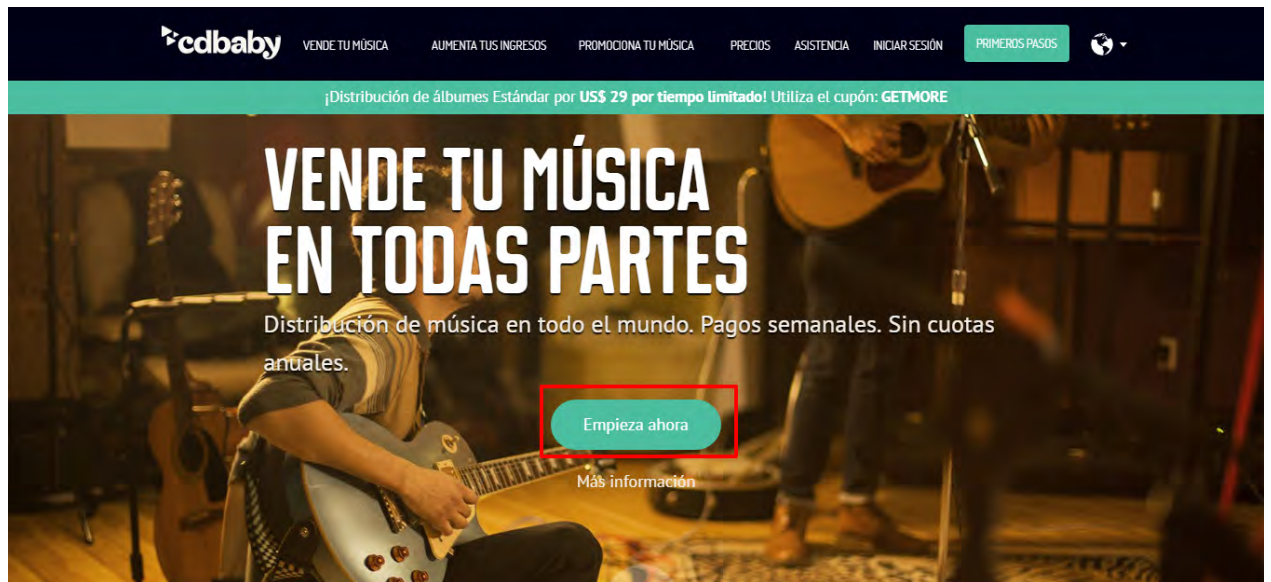 cdbaby
VENDE TU MÚSICA
AUMENTA TUS INGRESOS
PROMOCIONA TU MÚSICA
PRECIOS
ASISTENCIA
INICIAR SESIÓN
PRIMEROS PASOS
¡Distribución de álbumes Estándar por US$ 29 por tiempo limitado! Utiliza el cupón: GETMORE
VENDE TU MÚSICA
EN TODAS PARTES
Distribución de música en todo el mundo. Pagos semanales. Sin cuotas
anuales.
Empieza ahora
Más información